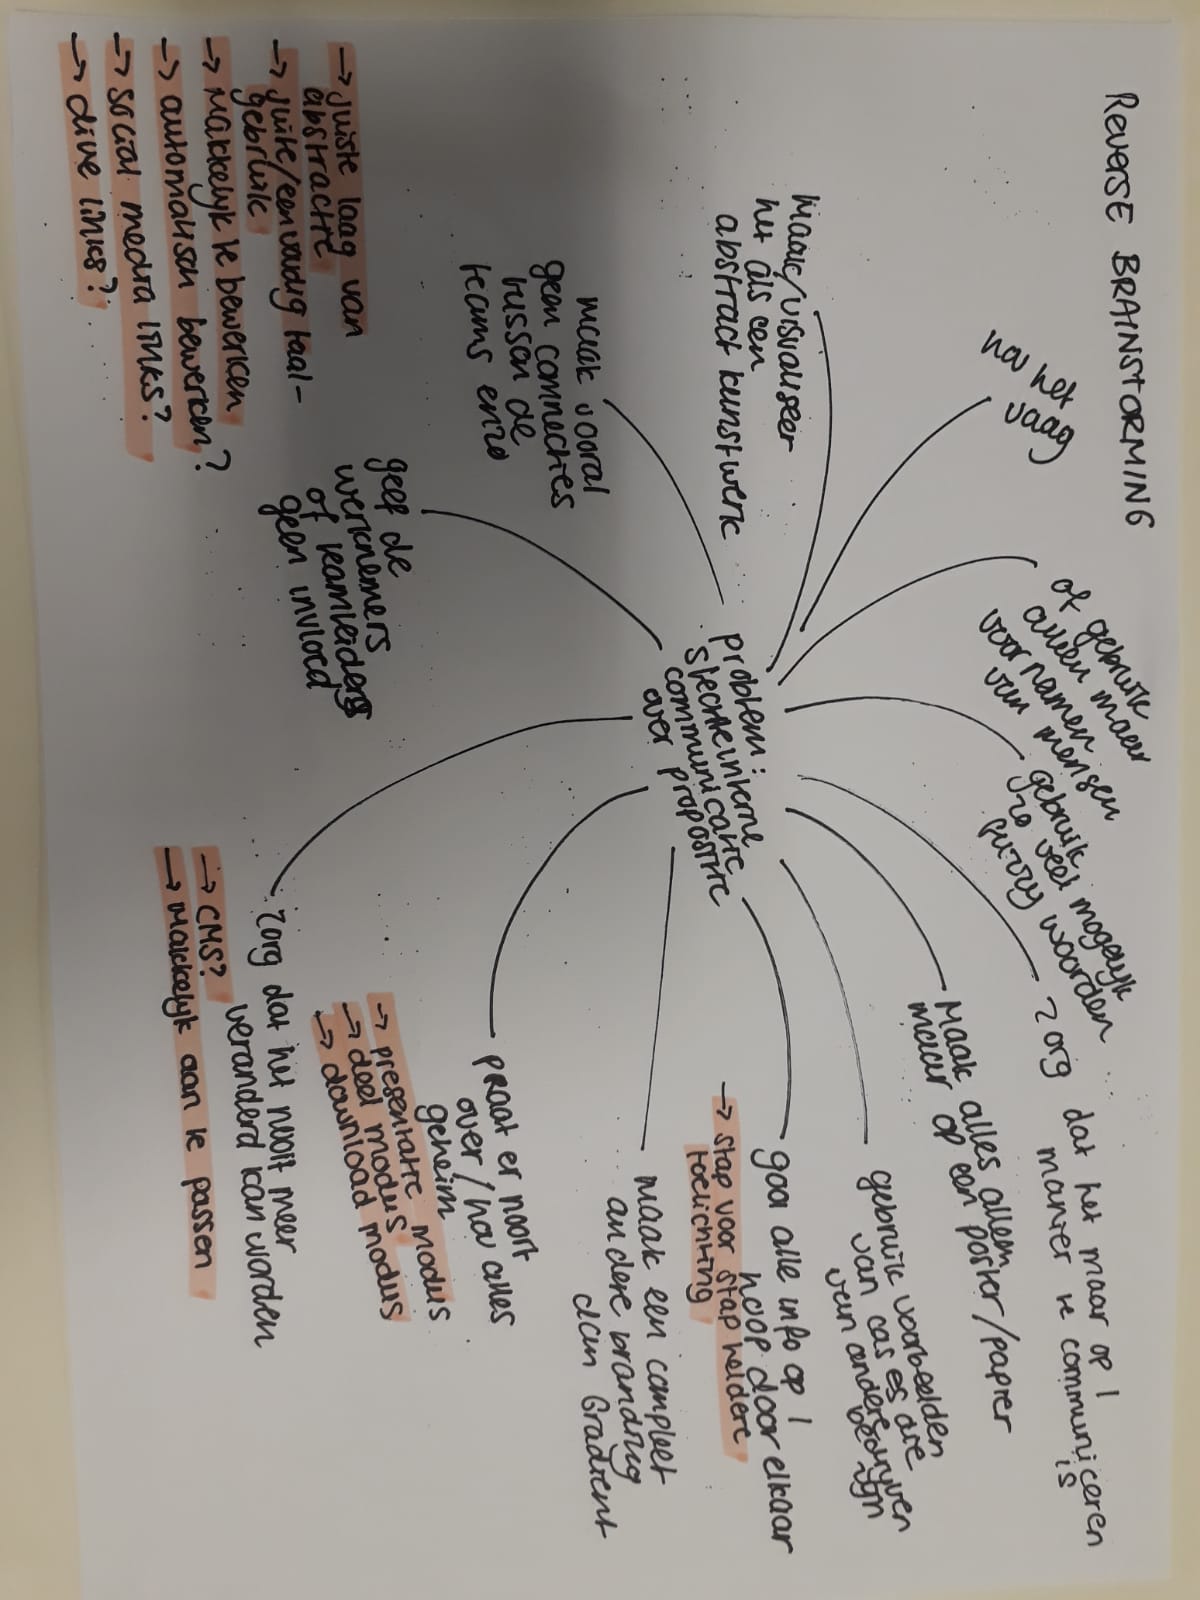 REVERSE BRAINSTORMING
hou het
vaag
of gebruik
alleen maar
voornamen
van mensen
gebruik
zo veel mogelijk
fuzzy woorden
zorg dat het maar op 1
manier te communiceren
is
Maak alles alleen
maar op een poster/papier
gebruik voorbeelden
van cases die
van andere bedrijven
zijn
gooi alle info op 1
hoop door elkaar
→ stap voor stap heldere
toelichting
maak een compleet
andere branding
dan Gradient
praat er nooit
over/hou alles
geheim
→ presentatie modus
→ deel modus
→ download modus
zorg dat het nooit meer
veranderd kan worden
→ CMS?
→ Makkelijk aan te passen
geef de
werknemers
of teamleiders
geen invloed
maak vooral
geen connecties
tussen de
teams enzo
Maak/visualiseer
het als een
abstract kunstwerk
probleem:
slechte interne
communicatie
over propositie
→ juiste laag van
abstractie
→ juiste/eenvoudig taal-
gebruik
→ Makkelijk te bewerken
→ automatisch bewerken?
→ social media links?
→ drive links?